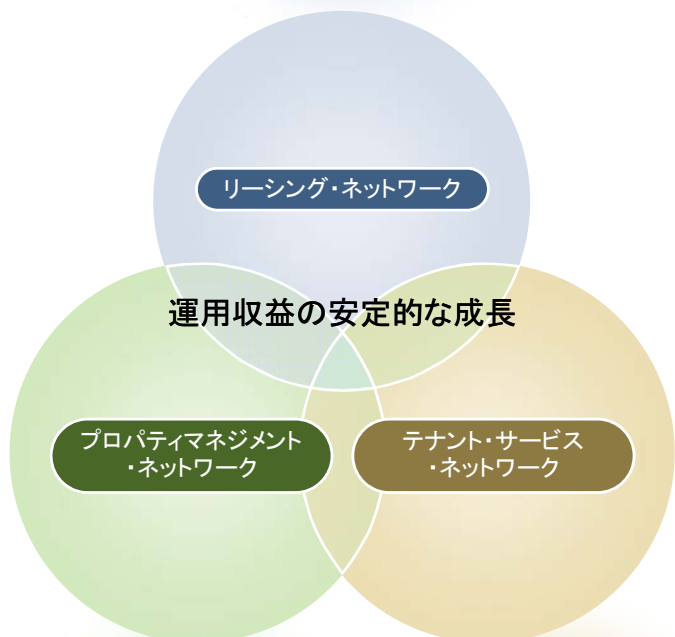 リーシング・ネットワーク
運用収益の安定的な成長
プロパティマネジメント
・ネットワーク
テナント・サービス
・ネットワーク